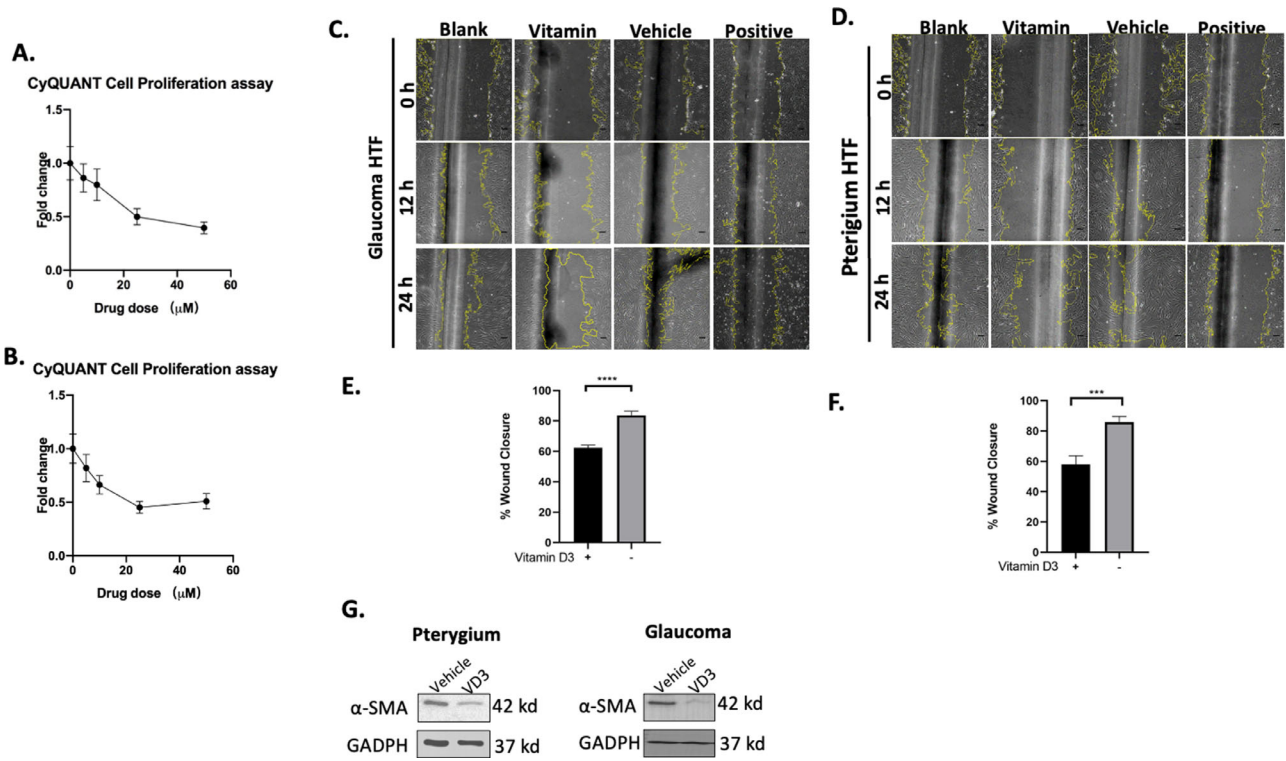 A.
CyQUANT Cell Proliferation assay
Fold change
1.5
1.0
0.5
0.0
0 20 40 60
Drug dose (μM)
B.
CyQUANT Cell Proliferation assay
Fold change
1.5
1.0
0.5
0.0
0 20 40 60
Drug dose (μM)
C.
Blank Vitamin Vehicle Positive
Glaucoma HTF
0 h
12 h
24 h
D.
Blank Vitamin Vehicle Positive
Pterigium HTF
0 h
12 h
24 h
E.
% Wound Closure
100
80
60
40
20
0
****
Vitamin D3 + -
F.
% Wound Closure
100
80
60
40
20
0
***
Vitamin D3 + -
G.
Pterygium
Vehicle VD3
α-SMA 42 kd
GADPH 37 kd
Glaucoma
Vehicle VD3
α-SMA 42 kd
GADPH 37 kd